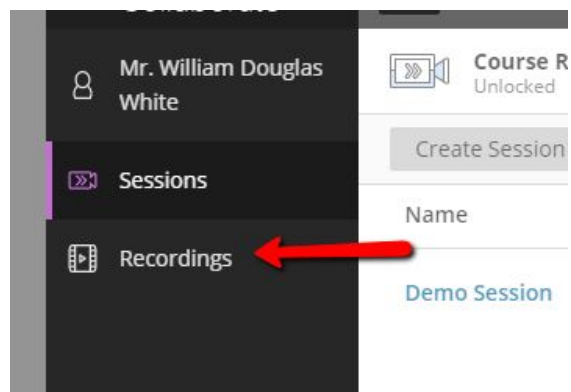 Mr. William Douglas
White
Sessions
Recordings
Course R
Unlocked
Create Session
Name
Demo Session